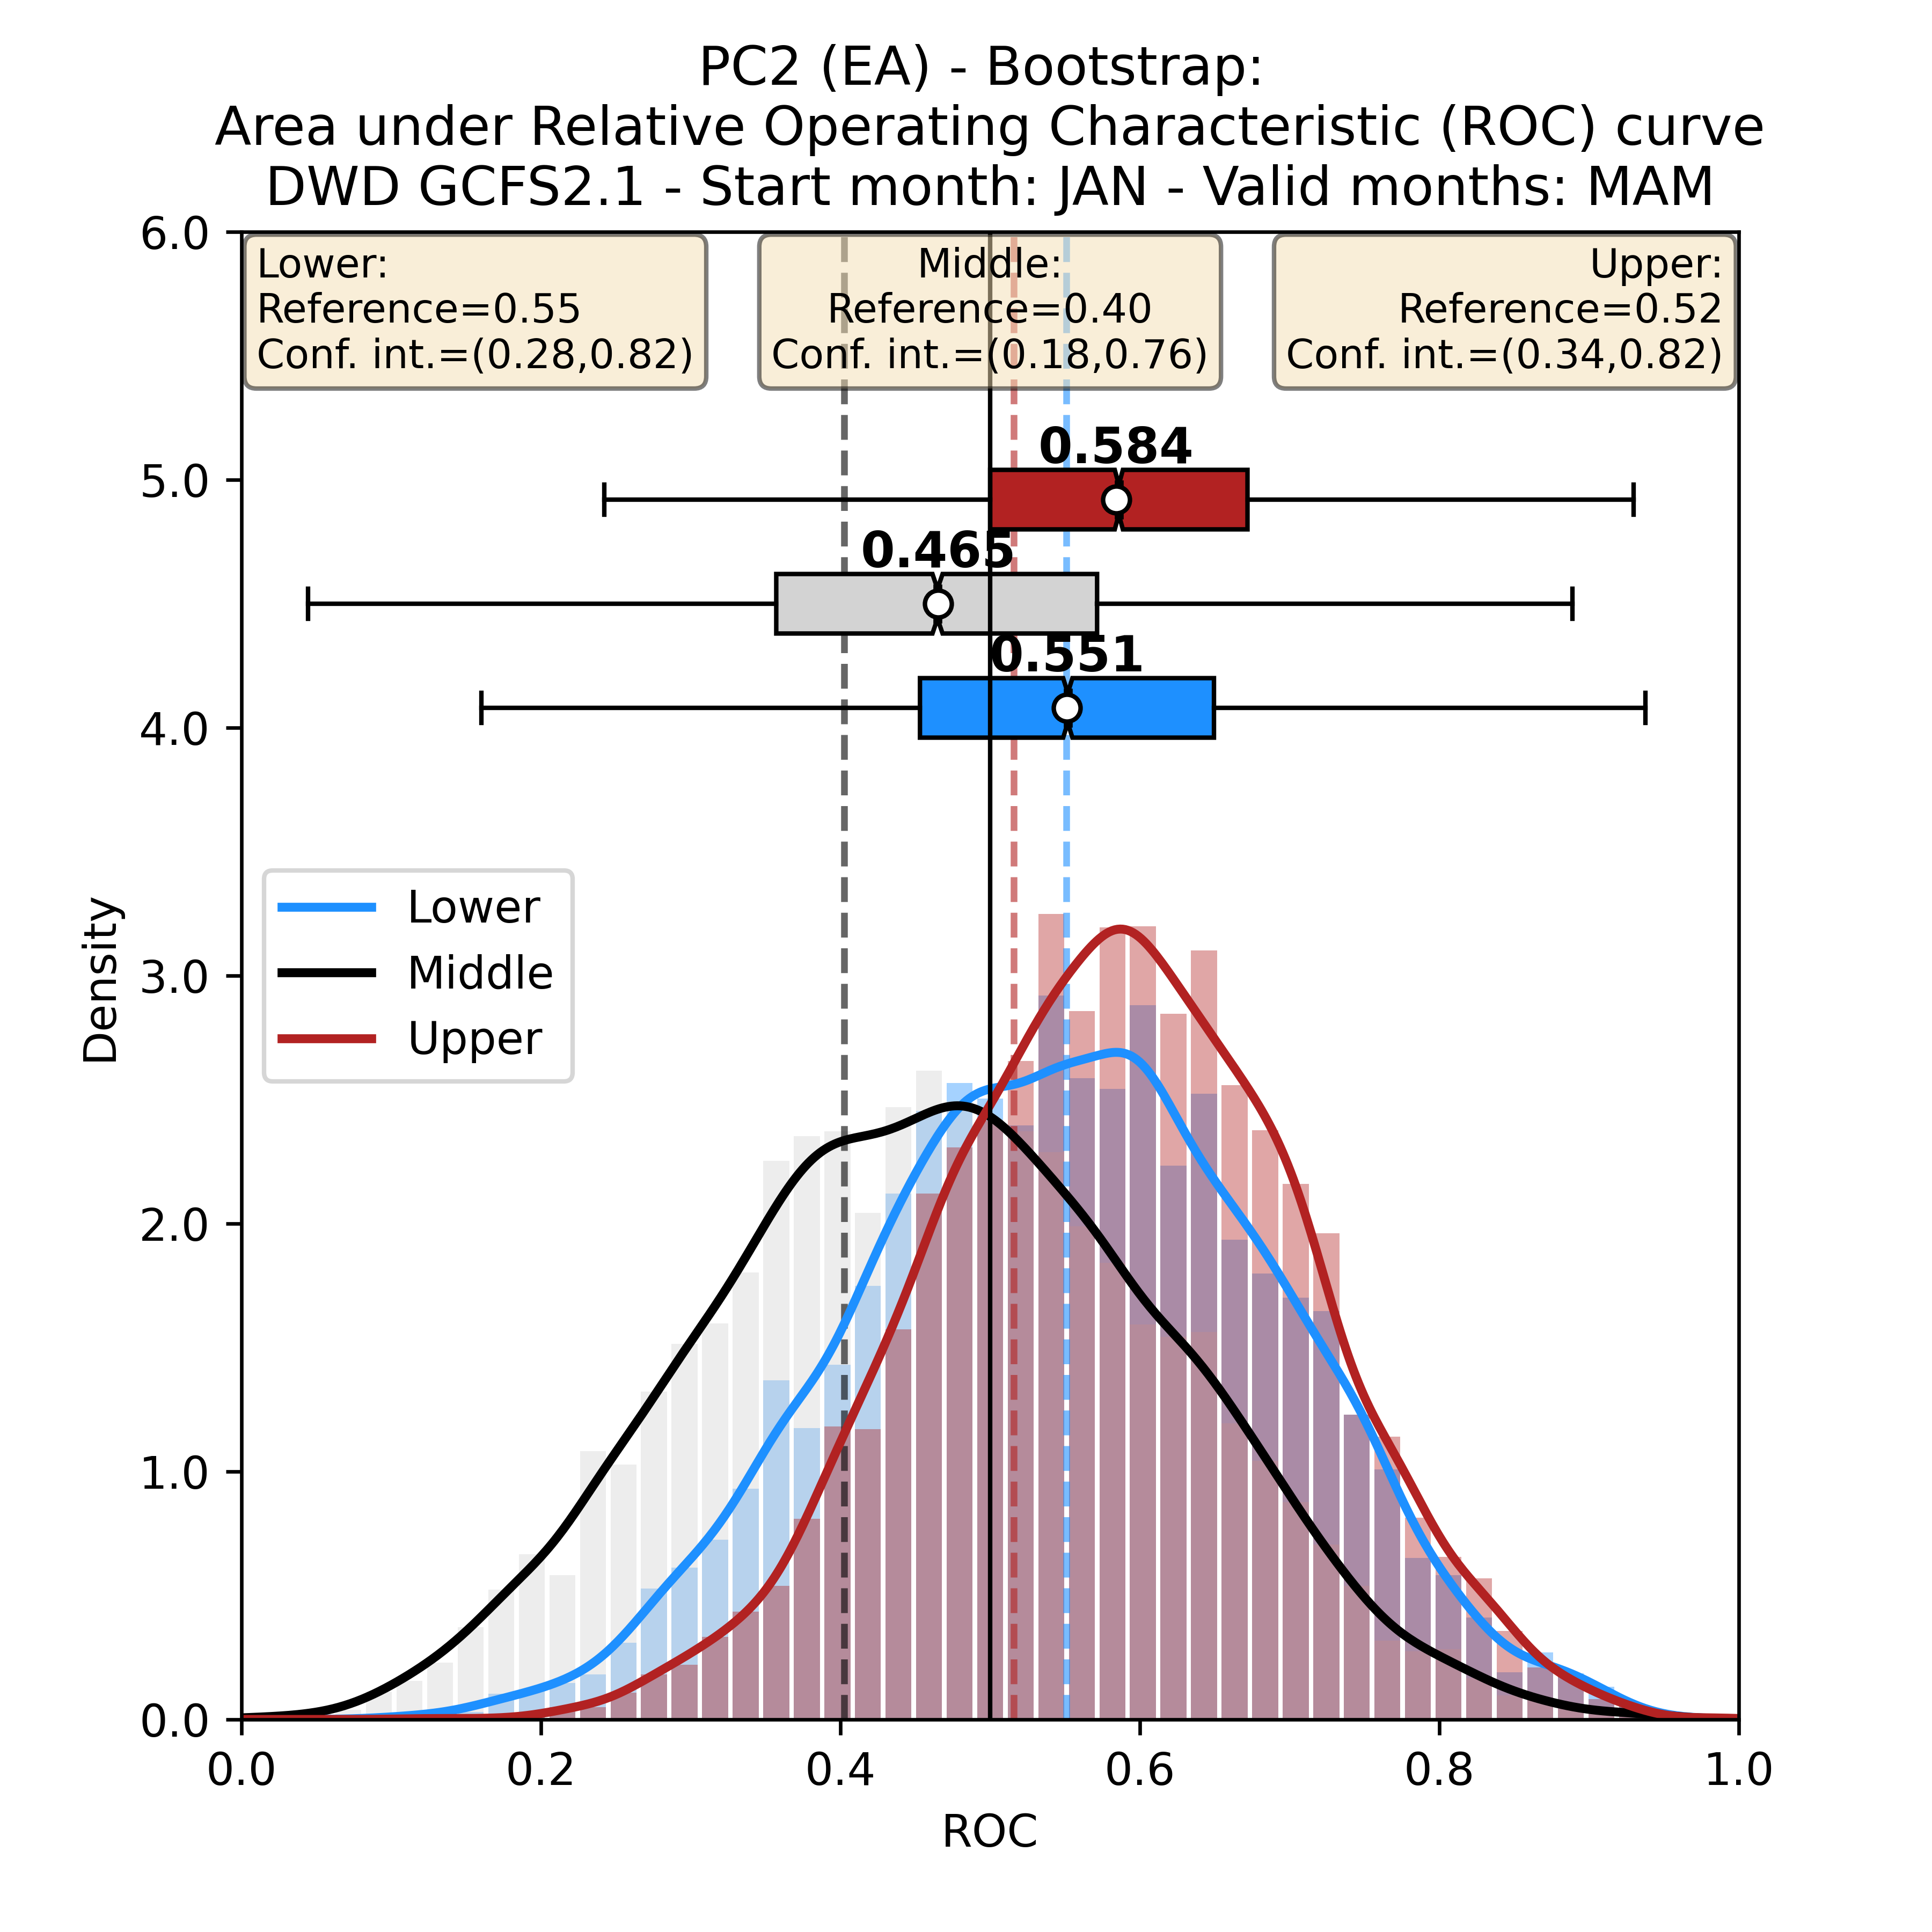 PC2 (EA) - Bootstrap:
Area under Relative Operating Characteristic (ROC) curve
DWD GCFS2.1 - Start month: JAN - Valid months: MAM
6.0
Lower:
Reference=0.55
Conf. int.=(0.28,0.82)
Middle:
Reference=0.40
Conf. int.=(0.18,0.76)
Upper:
Reference=0.52
Conf. int.=(0.34,0.82)
0.584
5.0
0.465
0.551
4.0
Lower
Middle
Upper
Density
3.0
2.0
1.0
0.0
0.0 0.2 0.4 0.6 0.8 1.0
ROC